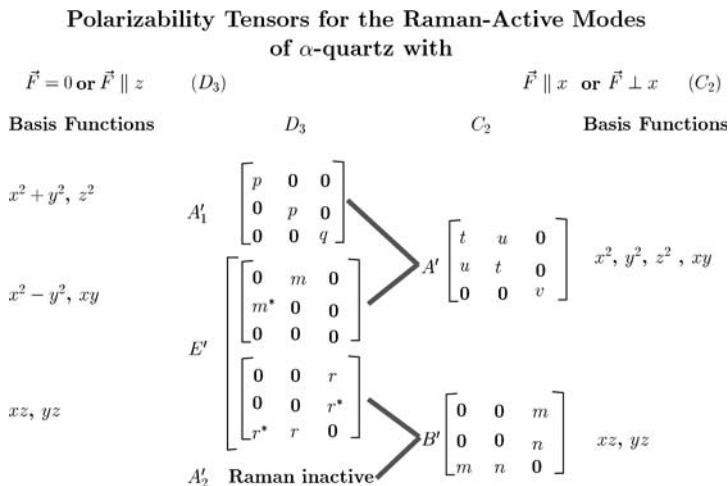 Polarizability Tensors for the Raman-Active Modes
of α-quartz with
F⃗ = 0 or F⃗ ∥ z (D₃) F⃗ ∥ x or F⃗ ⊥ x (C₂)
Basis Functions D₃ C₂ Basis Functions
x² + y², z²
A′₁
p 0 0
0 p 0
0 0 q
x² − y², xy
E′
0 m 0
m* 0 0
0 0 0
xz, yz
0 0 r
0 0 r*
r* r 0
A′₂ Raman inactive
A′
t u 0
u t 0
0 0 v
x², y², z² , xy
B′
0 0 m
0 0 n
m n 0
xz, yz